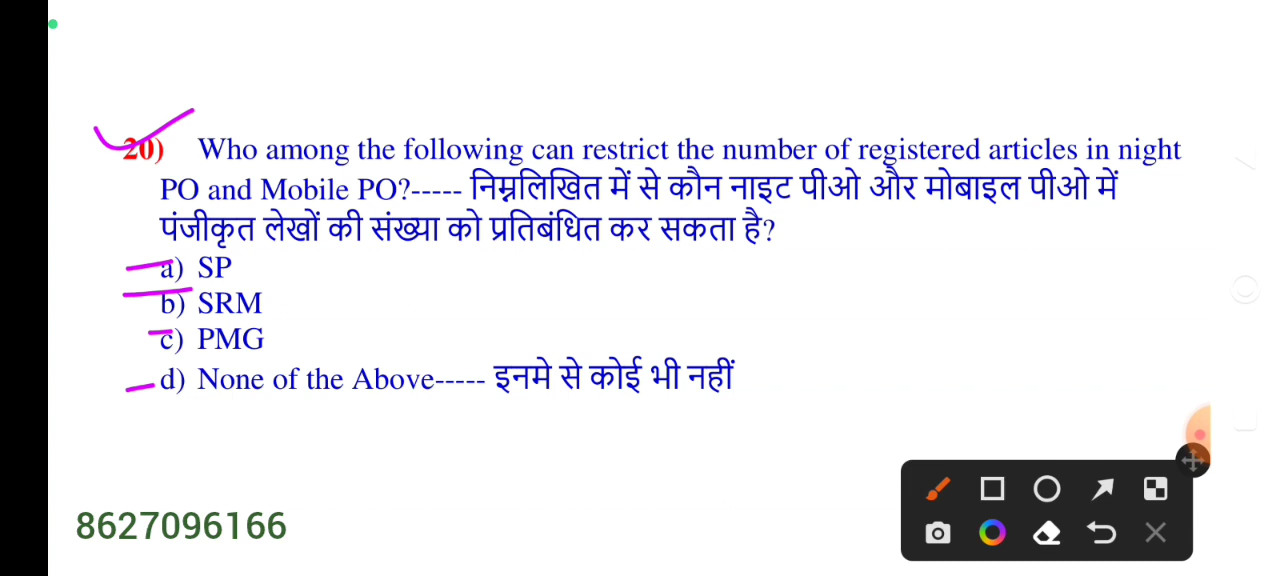 20) Who among the following can restrict the number of registered articles in night
PO and Mobile PO?----- निम्नलिखित में से कौन नाइट पीओ और मोबाइल पीओ में
पंजीकृत लेखों की संख्या को प्रतिबंधित कर सकता है?
a) SP
b) SRM
c) PMG
d) None of the Above----- इनमे से कोई भी नहीं
8627096166